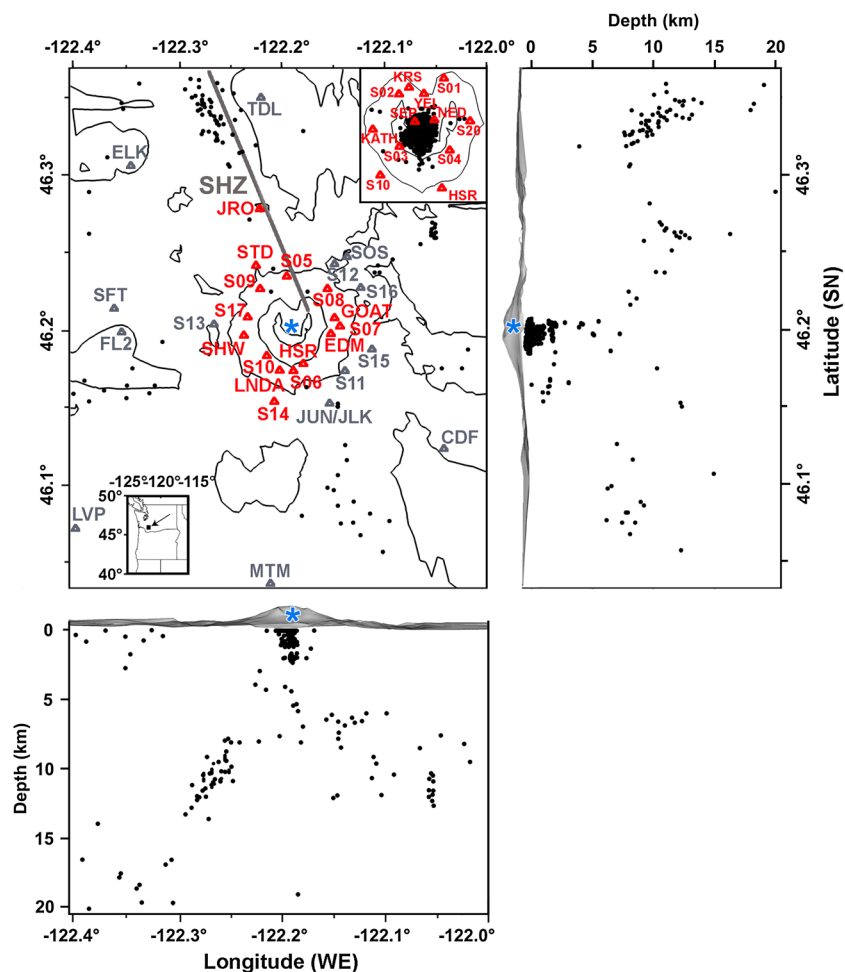 Depth (km)
-122.4° -122.3° -122.2° -122.1° -122.0° 0 5 10 15 20
KRS
S01
S02
YEL
SEP
NED
S20
KATH
S03
S04
S10
HSR
TDL
ELK
46.3°
46.3°
SHZ
JRO
STD
S05
SOS
S12
S09
S16
SFT
S08
GOAT
S17
S13
46.2°
46.2°
S07
FL2
SHW
EDM
HSR
S15
S10
S11
LNDA
S06
S14
JUN/JLK
CDF
46.1°
46.1°
-125° -120° -115°
50°
45°
40°
LVP
MTM
Latitude (SN)
0
5
10
15
20
Depth (km)
-122.4° -122.3° -122.2° -122.1° -122.0°
Longitude (WE)